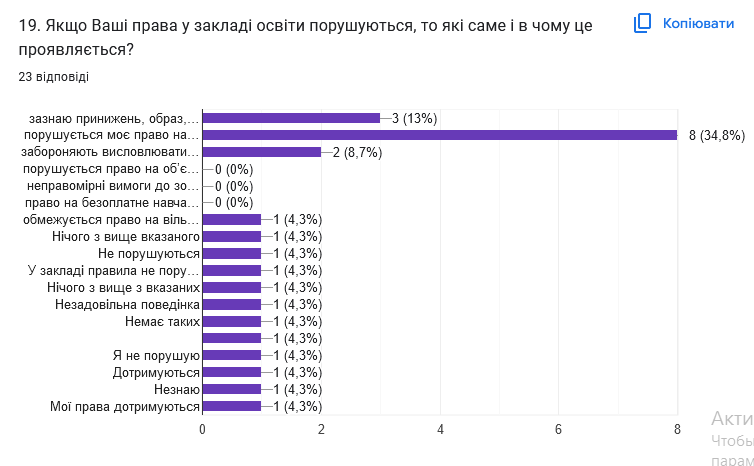 19. Якщо Ваші права у закладі освіти порушуються, то які саме і в чому це
проявляється?
Копіювати
23 відповіді
зазнаю принижень, образ,... 3 (13%)
порушується моє право на... 8 (34,8%)
забороняють висловлювати... 2 (8,7%)
порушується право на об'є... 0 (0%)
неправомірні вимоги до зо... 0 (0%)
право на безоплатне навча... 0 (0%)
обмежується право на віль... 1 (4,3%)
Нічого з вище вказаного 1 (4,3%)
Не порушуються 1 (4,3%)
У закладі правила не пору... 1 (4,3%)
Нічого з вище з вказаних 1 (4,3%)
Незадовільна поведінка 1 (4,3%)
Немає таких 1 (4,3%)
1 (4,3%)
Я не порушую 1 (4,3%)
Дотримуються 1 (4,3%)
Незнаю 1 (4,3%)
Мої права дотримуються 1 (4,3%)
0 2 4 6 8
Акти
Чтобы
парам